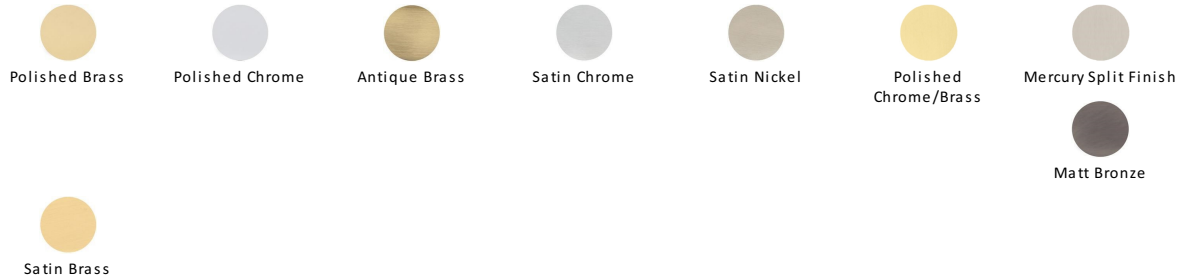 Polished Brass
Polished Chrome
Antique Brass
Satin Chrome
Satin Nickel
Polished
Chrome/Brass
Mercury Split Finish
Matt Bronze
Satin Brass